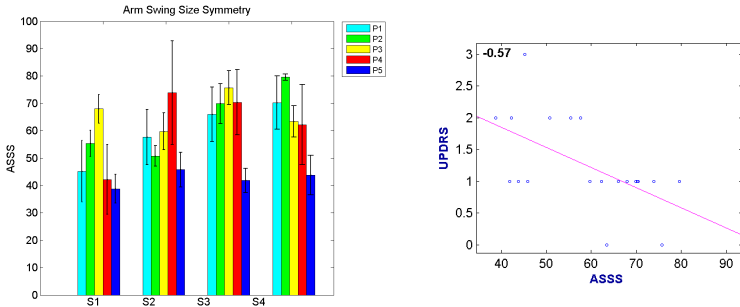 Arm Swing Size Symmetry
100
90
80
70
60
50
40
30
20
10
0
ASSS
S1 S2 S3 S4
P1
P2
P3
P4
P5
-0.57
3
2.5
2
1.5
1
0.5
0
UPDRS
40 50 60 70 80 90
ASSS